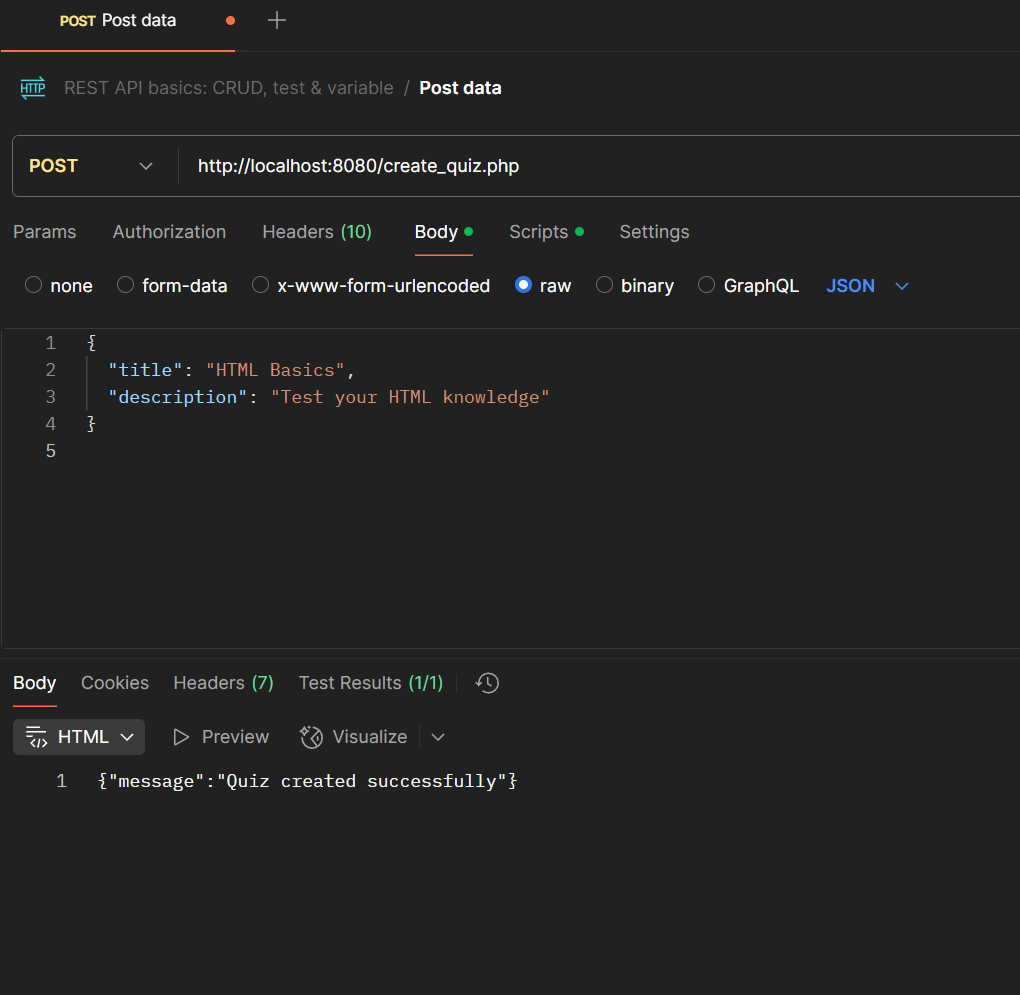 POST Post data
HTTP REST API basics: CRUD, test & variable / Post data
POST http://localhost:8080/create_quiz.php
Params Authorization Headers (10) Body Scripts Settings
none form-data x-www-form-urlencoded raw binary GraphQL JSON
1 {
2 "title": "HTML Basics",
3 "description": "Test your HTML knowledge"
4 }
5
Body Cookies Headers (7) Test Results (1/1)
HTML Preview Visualize
1 {"message":"Quiz created successfully"}